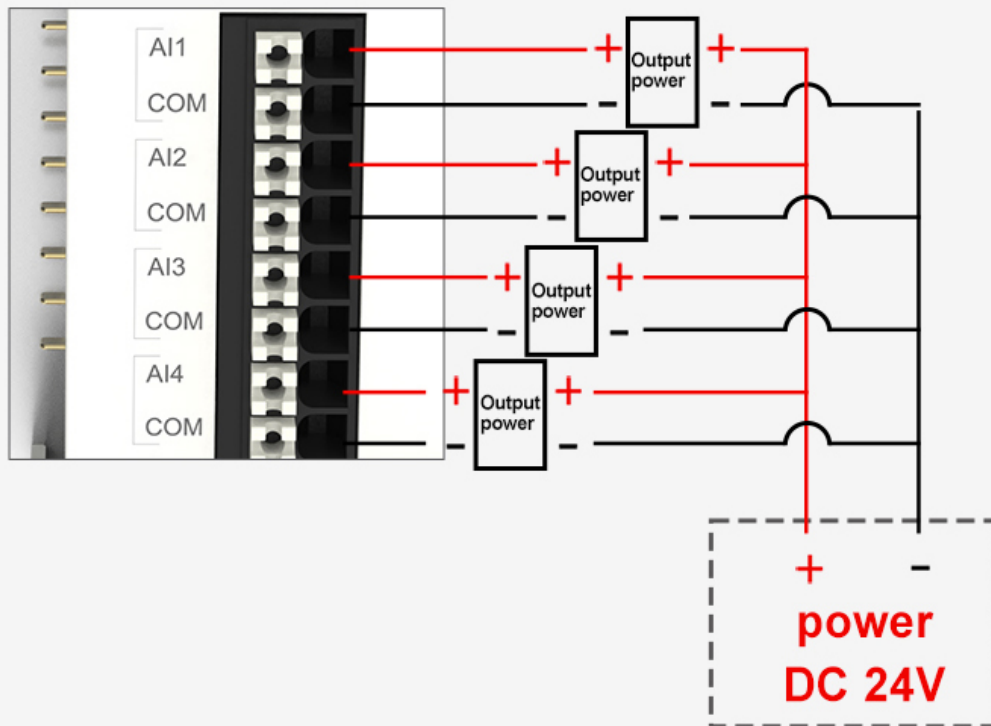 AI1
COM
AI2
COM
AI3
COM
AI4
COM
+ Output power +
- -
+ Output power +
- -
+ Output power +
- -
+ Output power +
- -
+ -
power
DC 24V